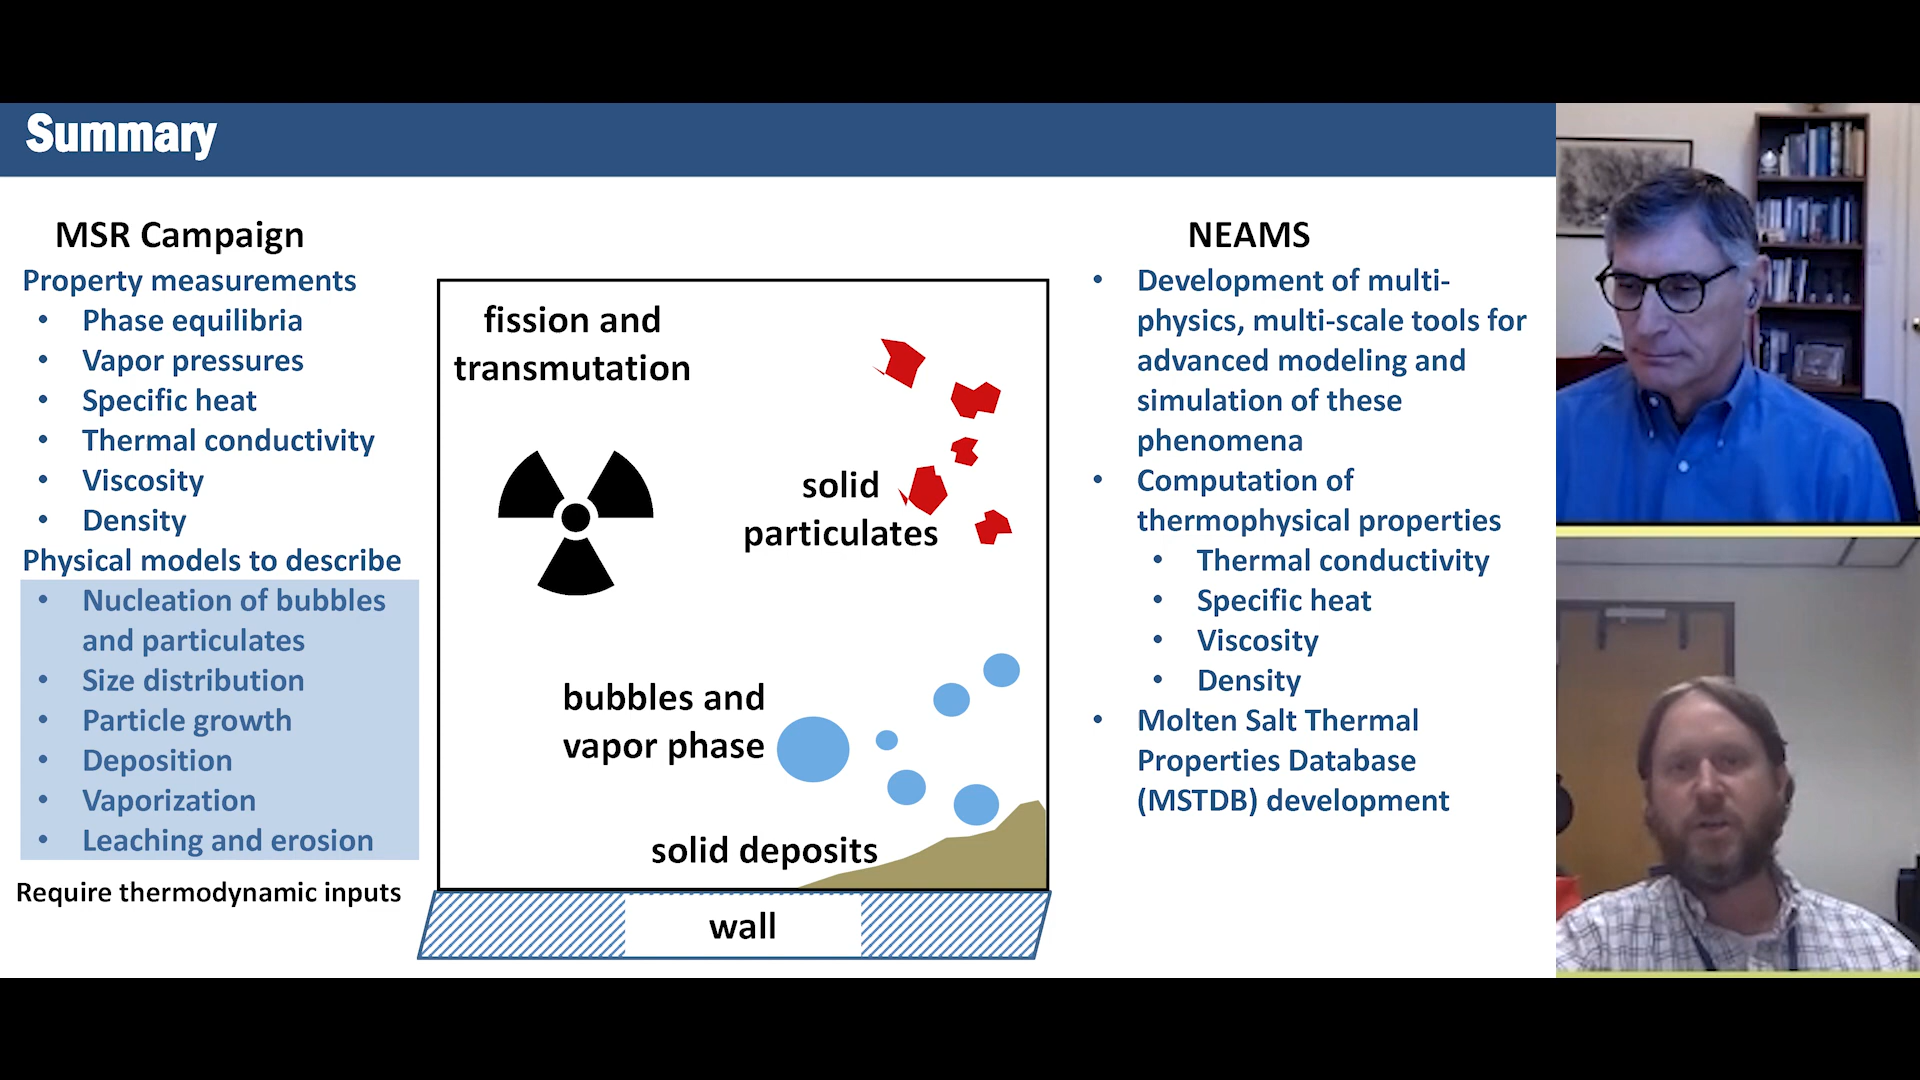 Summary
MSR Campaign
Property measurements
• Phase equilibria
• Vapor pressures
• Specific heat
• Thermal conductivity
• Viscosity
• Density
Physical models to describe
• Nucleation of bubbles
and particulates
• Size distribution
• Particle growth
• Deposition
• Vaporization
• Leaching and erosion
Require thermodynamic inputs
fission and
transmutation
solid
particulates
bubbles and
vapor phase
solid deposits
wall
NEAMS
• Development of multi-
physics, multi-scale tools for
advanced modeling and
simulation of these
phenomena
• Computation of
thermophysical properties
• Thermal conductivity
• Specific heat
• Viscosity
• Density
• Molten Salt Thermal
Properties Database
(MSTDB) development